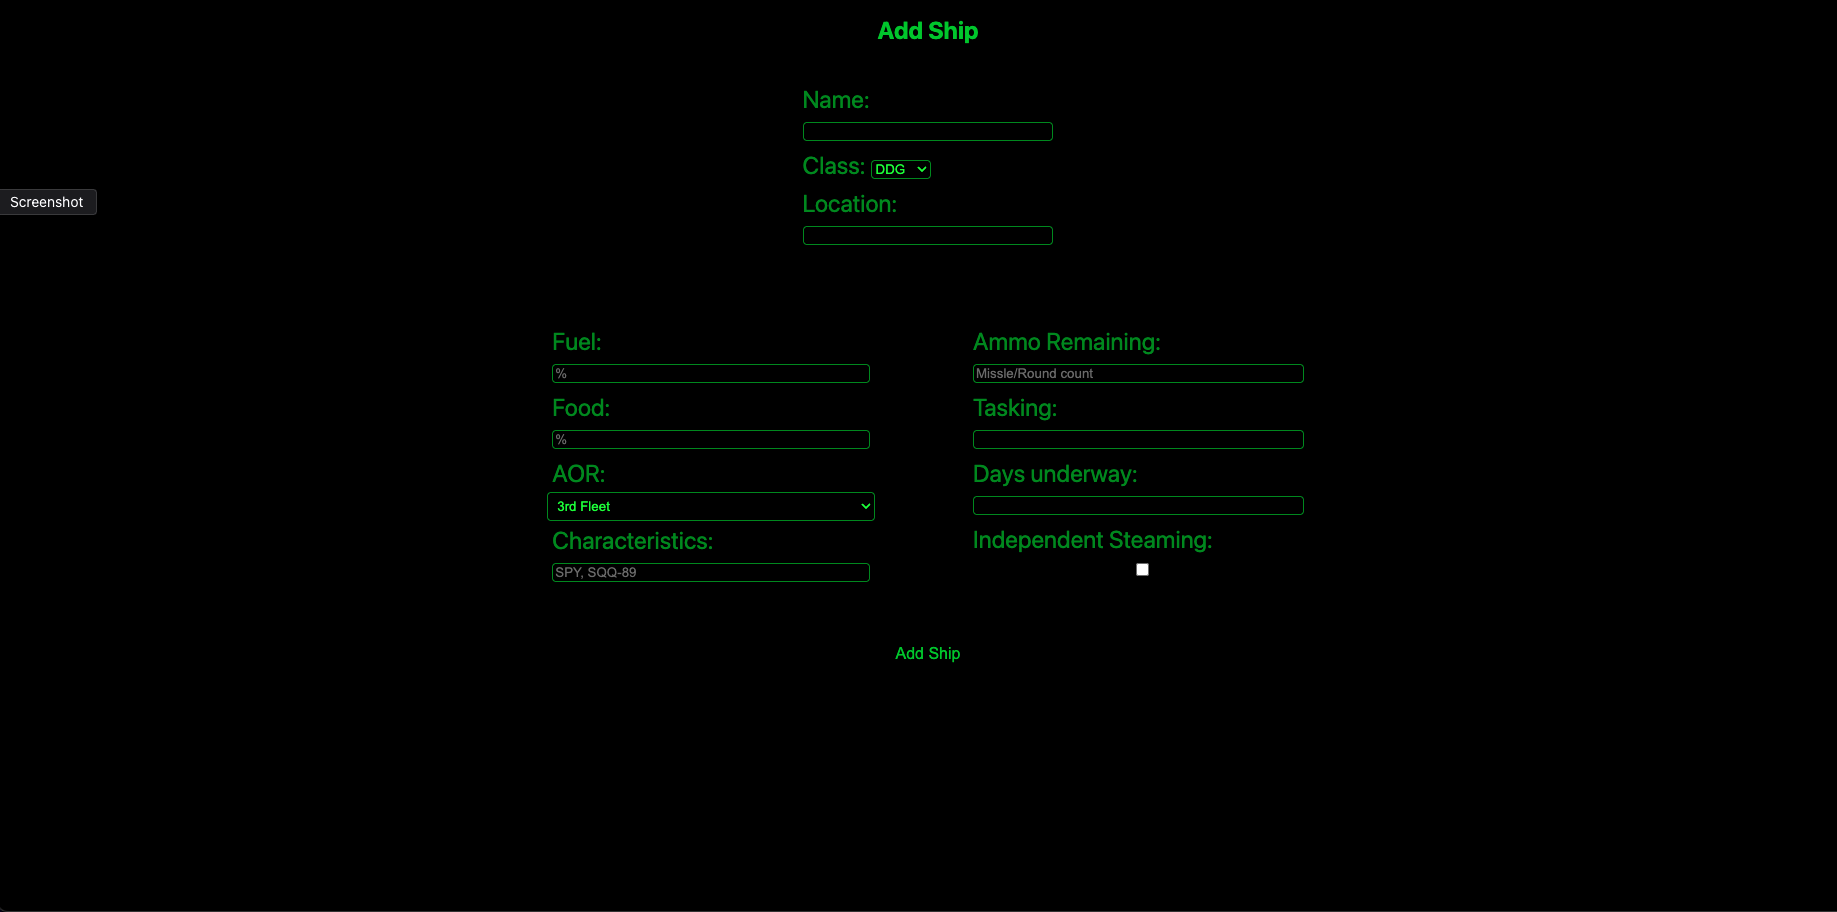 Add Ship
Name:
Class: DDG
Screenshot
Location:
Fuel:
%
Food:
%
AOR:
3rd Fleet
Characteristics:
SPY, SQQ-89
Ammo Remaining:
Missle/Round count
Tasking:
Days underway:
Independent Steaming:
Add Ship